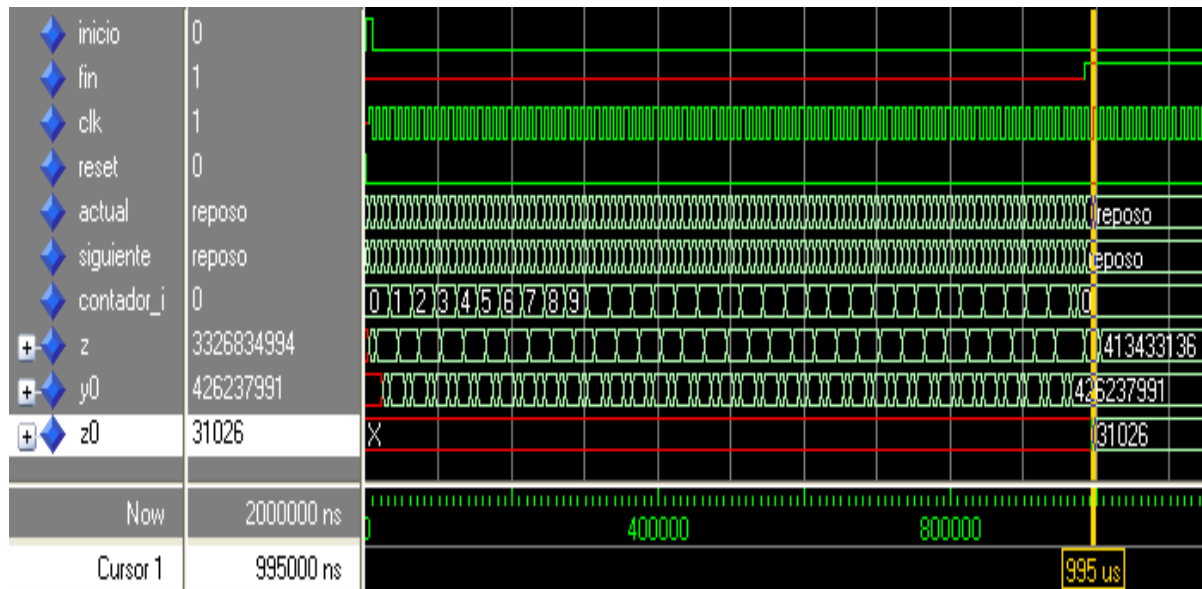 inicio 0
fin 1
clk 1
reset 0
actual reposo reposo
siguiente reposo reposo
contador_i 0 0 1 2 3 4 5 6 7 8 9 0
z 3326834994 413433136
y0 426237991 426237991
z0 31026 X 31026
Now 2000000 ns 0 400000 800000
Cursor 1 995000 ns 995 us